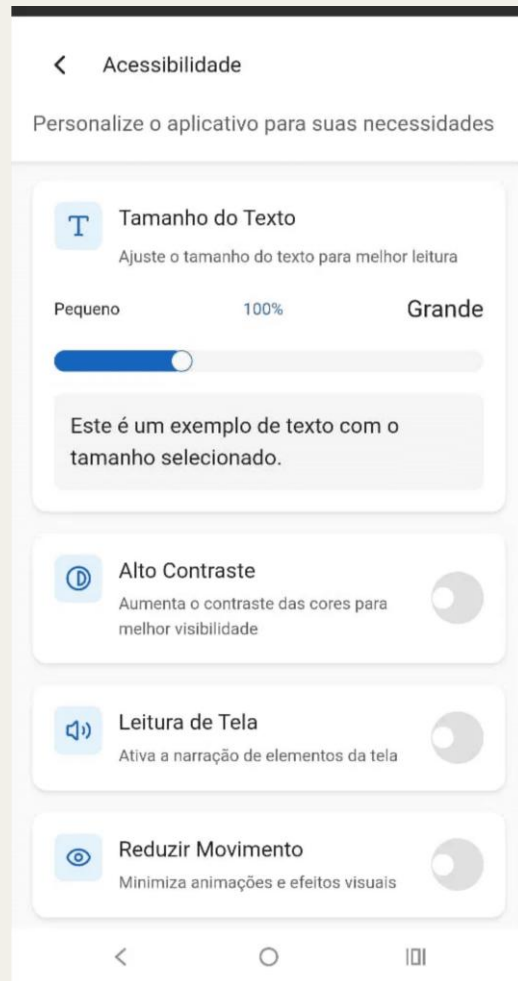 Acessibilidade
Personalize o aplicativo para suas necessidades
Tamanho do Texto
Ajuste o tamanho do texto para melhor leitura
Pequeno 100% Grande
Este é um exemplo de texto com o
tamanho selecionado.
Alto Contraste
Aumenta o contraste das cores para
melhor visibilidade
Leitura de Tela
Ativa a narração de elementos da tela
Reduzir Movimento
Minimiza animações e efeitos visuais